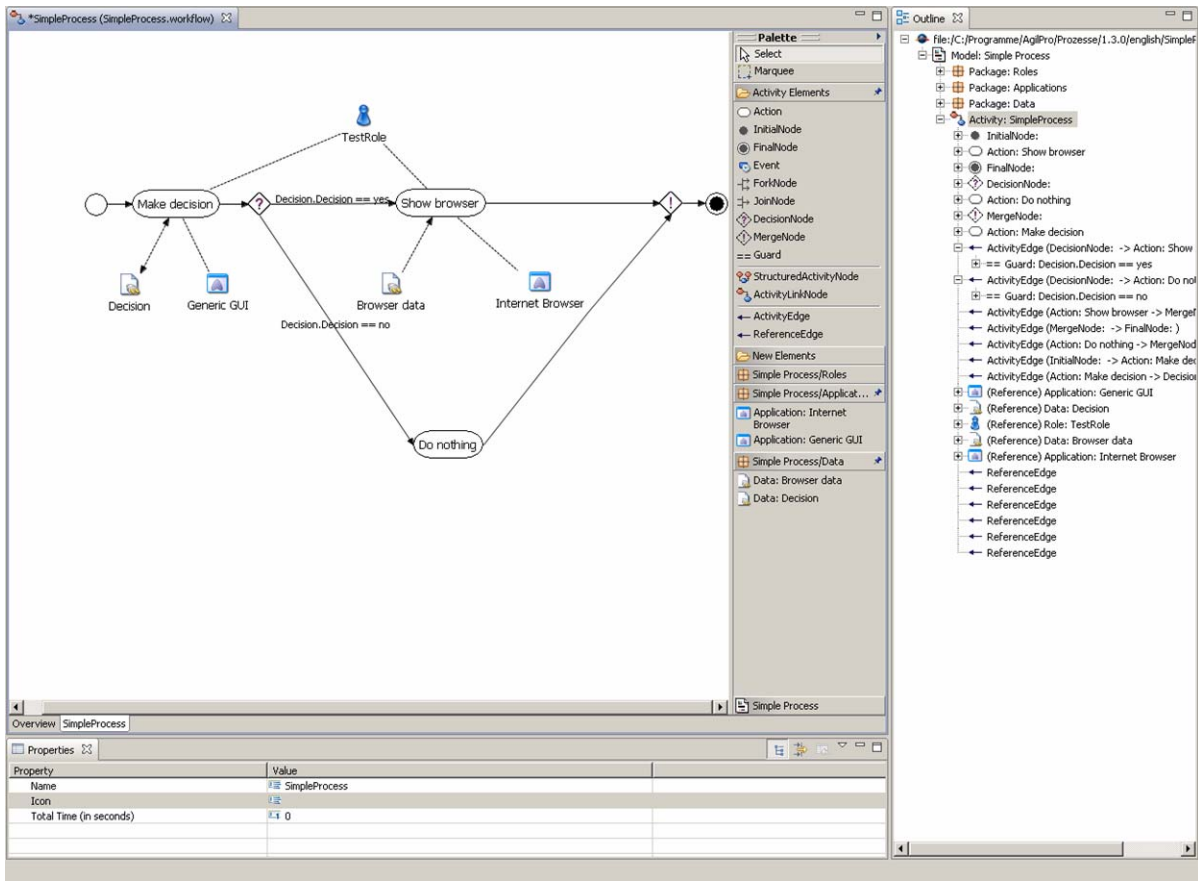 *SimpleProcess (SimpleProcess.workflow)
TestRole
Make decision
?
Decision.Decision == yes
Show browser
!
Decision
Generic GUI
Browser data
Internet Browser
Decision.Decision == no
Do nothing
Overview
SimpleProcess
Palette
Select
Marquee
Activity Elements
Action
InitialNode
FinalNode
Event
ForkNode
JoinNode
DecisionNode
MergeNode
== Guard
StructuredActivityNode
ActivityLinkNode
ActivityEdge
ReferenceEdge
New Elements
Simple Process/Roles
Simple Process/Applicat...
Application: Internet
Browser
Application: Generic GUI
Simple Process/Data
Data: Browser data
Data: Decision
Simple Process
Properties
Property Value
Name SimpleProcess
Icon
Total Time (in seconds) 0
Outline
file:/C:/Programme/AgilPro/Prozesse/1.3.0/english/SimpleP
Model: Simple Process
Package: Roles
Package: Applications
Package: Data
Activity: SimpleProcess
InitialNode:
Action: Show browser
FinalNode:
DecisionNode:
Action: Do nothing
MergeNode:
Action: Make decision
ActivityEdge (DecisionNode: -> Action: Show
== Guard: Decision.Decision == yes
ActivityEdge (DecisionNode: -> Action: Do not
== Guard: Decision.Decision == no
ActivityEdge (Action: Show browser -> Merge
ActivityEdge (MergeNode: -> FinalNode: )
ActivityEdge (Action: Do nothing -> MergeNod
ActivityEdge (InitialNode: -> Action: Make dec
ActivityEdge (Action: Make decision -> Decision
(Reference) Application: Generic GUI
(Reference) Data: Decision
(Reference) Role: TestRole
(Reference) Data: Browser data
(Reference) Application: Internet Browser
ReferenceEdge
ReferenceEdge
ReferenceEdge
ReferenceEdge
ReferenceEdge
ReferenceEdge